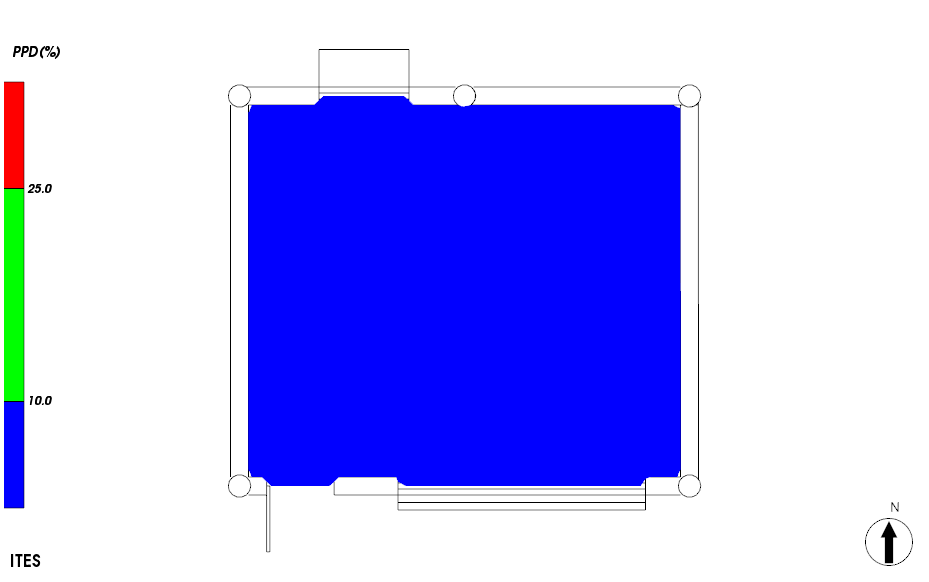 PPD(%)
25.0
10.0
N
ITES